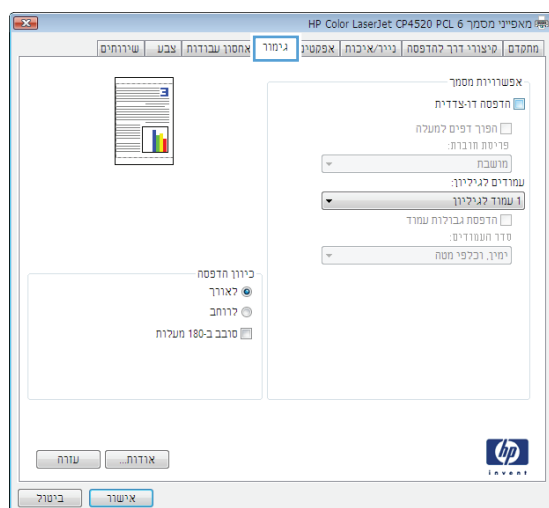 מאפייני מסמך HP Color LaserJet CP4520 PCL 6
מתקדם קיצורי דרך להדפסה נייר/איכות אפקטים גימור אחסון עבודות צבע שירותים
אפשרויות מסמך
הדפסה דו-צדדית
הפוך דפים למעלה
פריסת חוברת:
מושבת
עמודים לגיליון:
1 עמוד לגיליון
הדפסת גבולות עמוד
סדר העמודים:
ימין, וכלפי מטה
כיוון הדפסה
לאורך
לרוחב
סובב ב-180 מעלות
אודות...
עזרה
hp
invent
אישור
ביטול